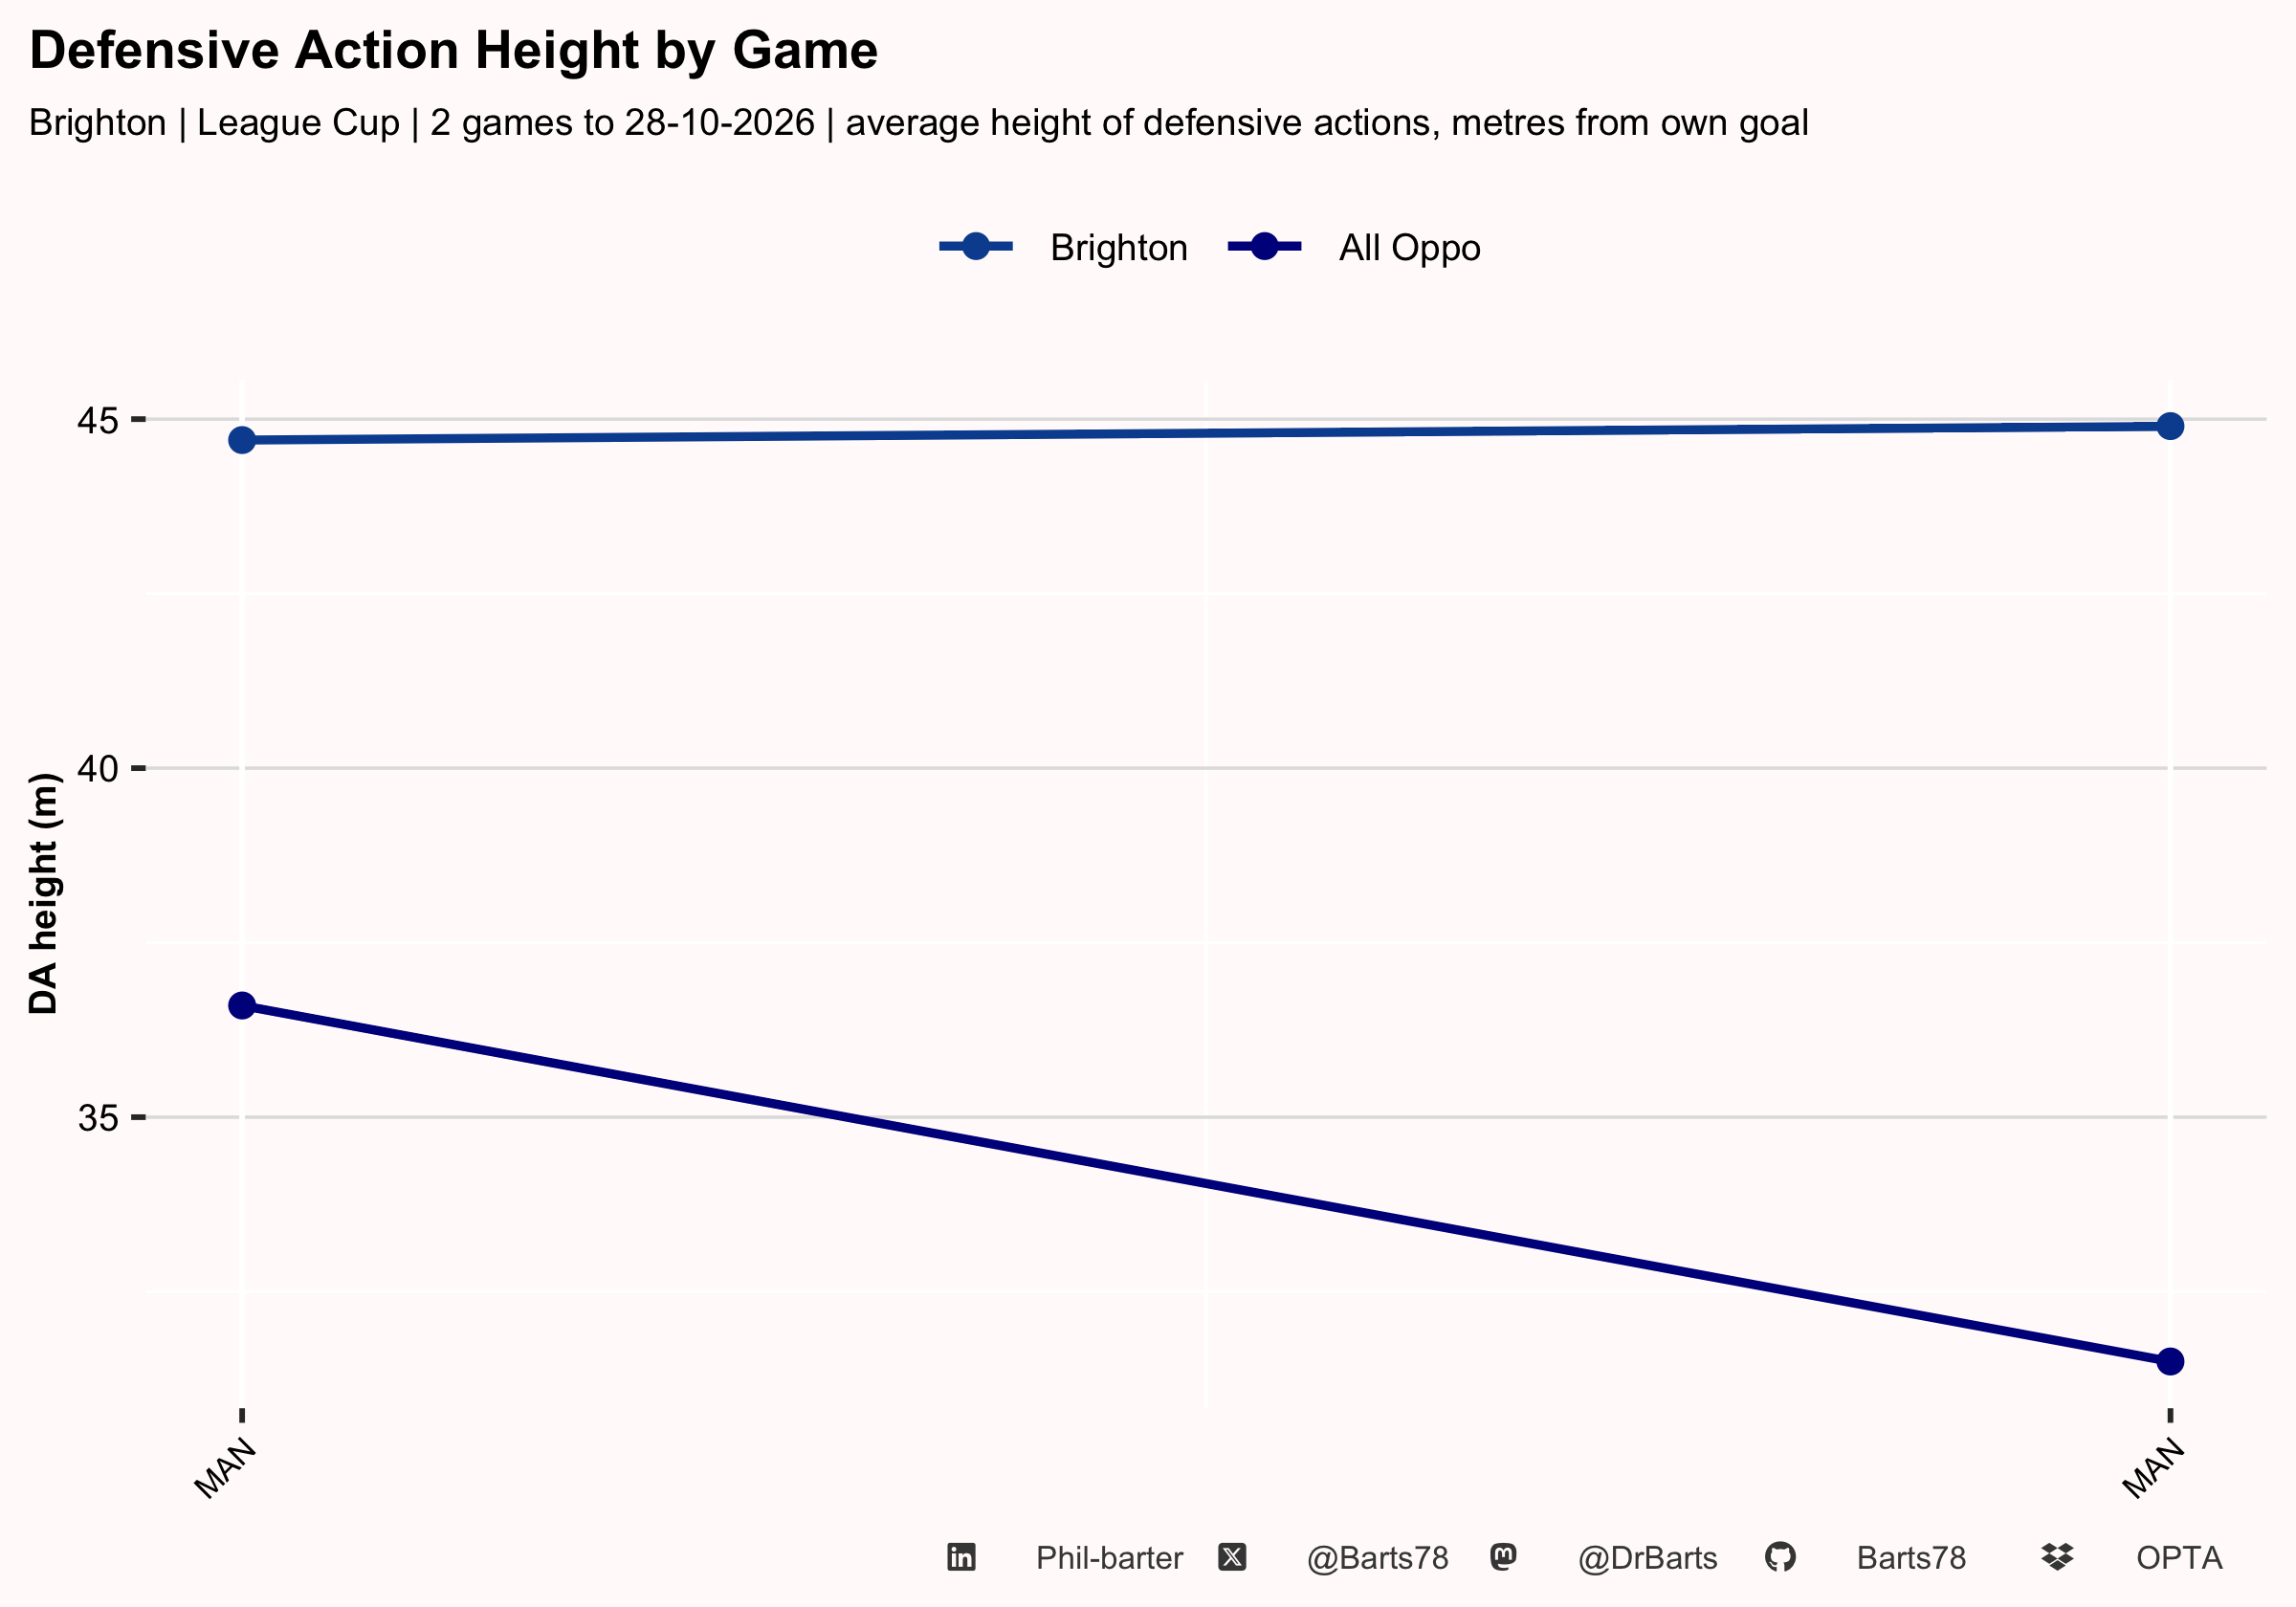 Defensive Action Height by Game
Brighton | League Cup | 2 games to 28-10-2026 | average height of defensive actions, metres from own goal
Brighton
All Oppo
45
40
35
DA height (m)
MAN
MAN
Phil-barter
@Barts78
@DrBarts
Barts78
OPTA